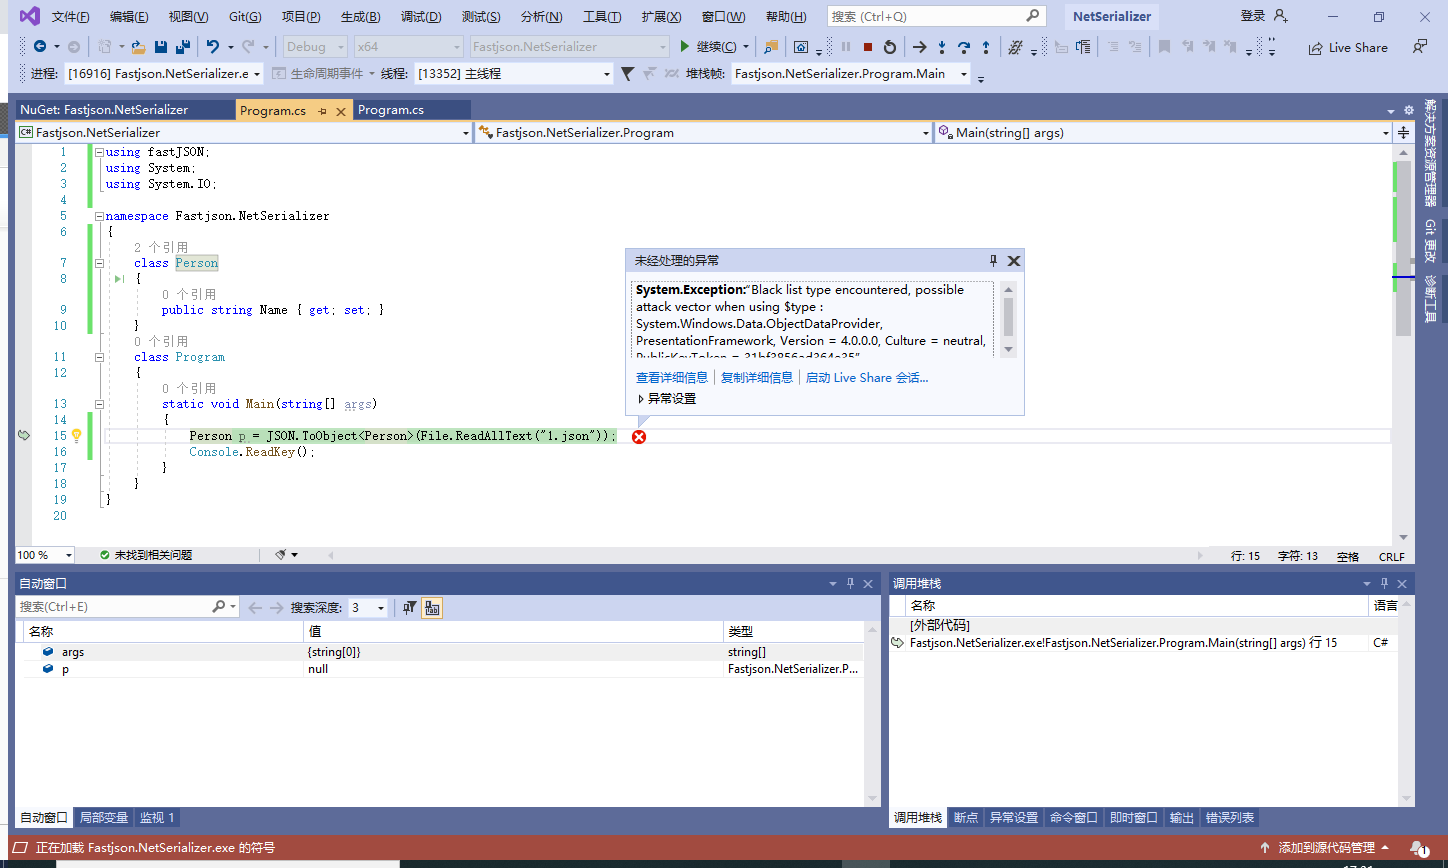 文件(F) 编辑(E) 视图(V) Git(G) 项目(P) 生成(B) 调试(D) 测试(S) 分析(N) 工具(T) 扩展(X) 窗口(W) 帮助(H) 搜索 (Ctrl+Q) NetSerializer 登录
Debug x64 Fastjson.NetSerializer 继续(C) Live Share
进程: [16916] Fastjson.NetSerializer.e 生命周期事件 线程: [13352] 主线程 堆栈帧: Fastjson.NetSerializer.Program.Main
NuGet: Fastjson.NetSerializer Program.cs Program.cs
C# Fastjson.NetSerializer Fastjson.NetSerializer.Program Main(string[] args)
1 using fastJSON;
2 using System;
3 using System.IO;
4
5 namespace Fastjson.NetSerializer
6 {
2 个引用
7 class Person
8 {
0 个引用
9 public string Name { get; set; }
10 }
0 个引用
11 class Program
12 {
0 个引用
13 static void Main(string[] args)
14 {
15 Person p = JSON.ToObject<Person>(File.ReadAllText("1.json"));
16 Console.ReadKey();
17 }
18 }
19 }
20
未经处理的异常
System.Exception:“Black list type encountered, possible
attack vector when using $type :
System.Windows.Data.ObjectDataProvider,
PresentationFramework, Version = 4.0.0.0, Culture = neutral,
PublicKeyToken = 31bf3856ad364e35”
查看详细信息 复制详细信息 启动 Live Share 会话...
异常设置
解决方案资源管理器
Git 更改
诊断工具
100 % 未找到相关问题 行: 15 字符: 13 空格 CRLF
自动窗口
搜索(Ctrl+E) 搜索深度: 3
名称 值 类型
args {string[0]} string[]
p null Fastjson.NetSerializer.P...
自动窗口 局部变量 监视 1
调用堆栈
名称 语言
[外部代码]
Fastjson.NetSerializer.exe!Fastjson.NetSerializer.Program.Main(string[] args) 行 15 C#
调用堆栈 断点 异常设置 命令窗口 即时窗口 输出 错误列表
正在加载 Fastjson.NetSerializer.exe 的符号 添加到源代码管理 1